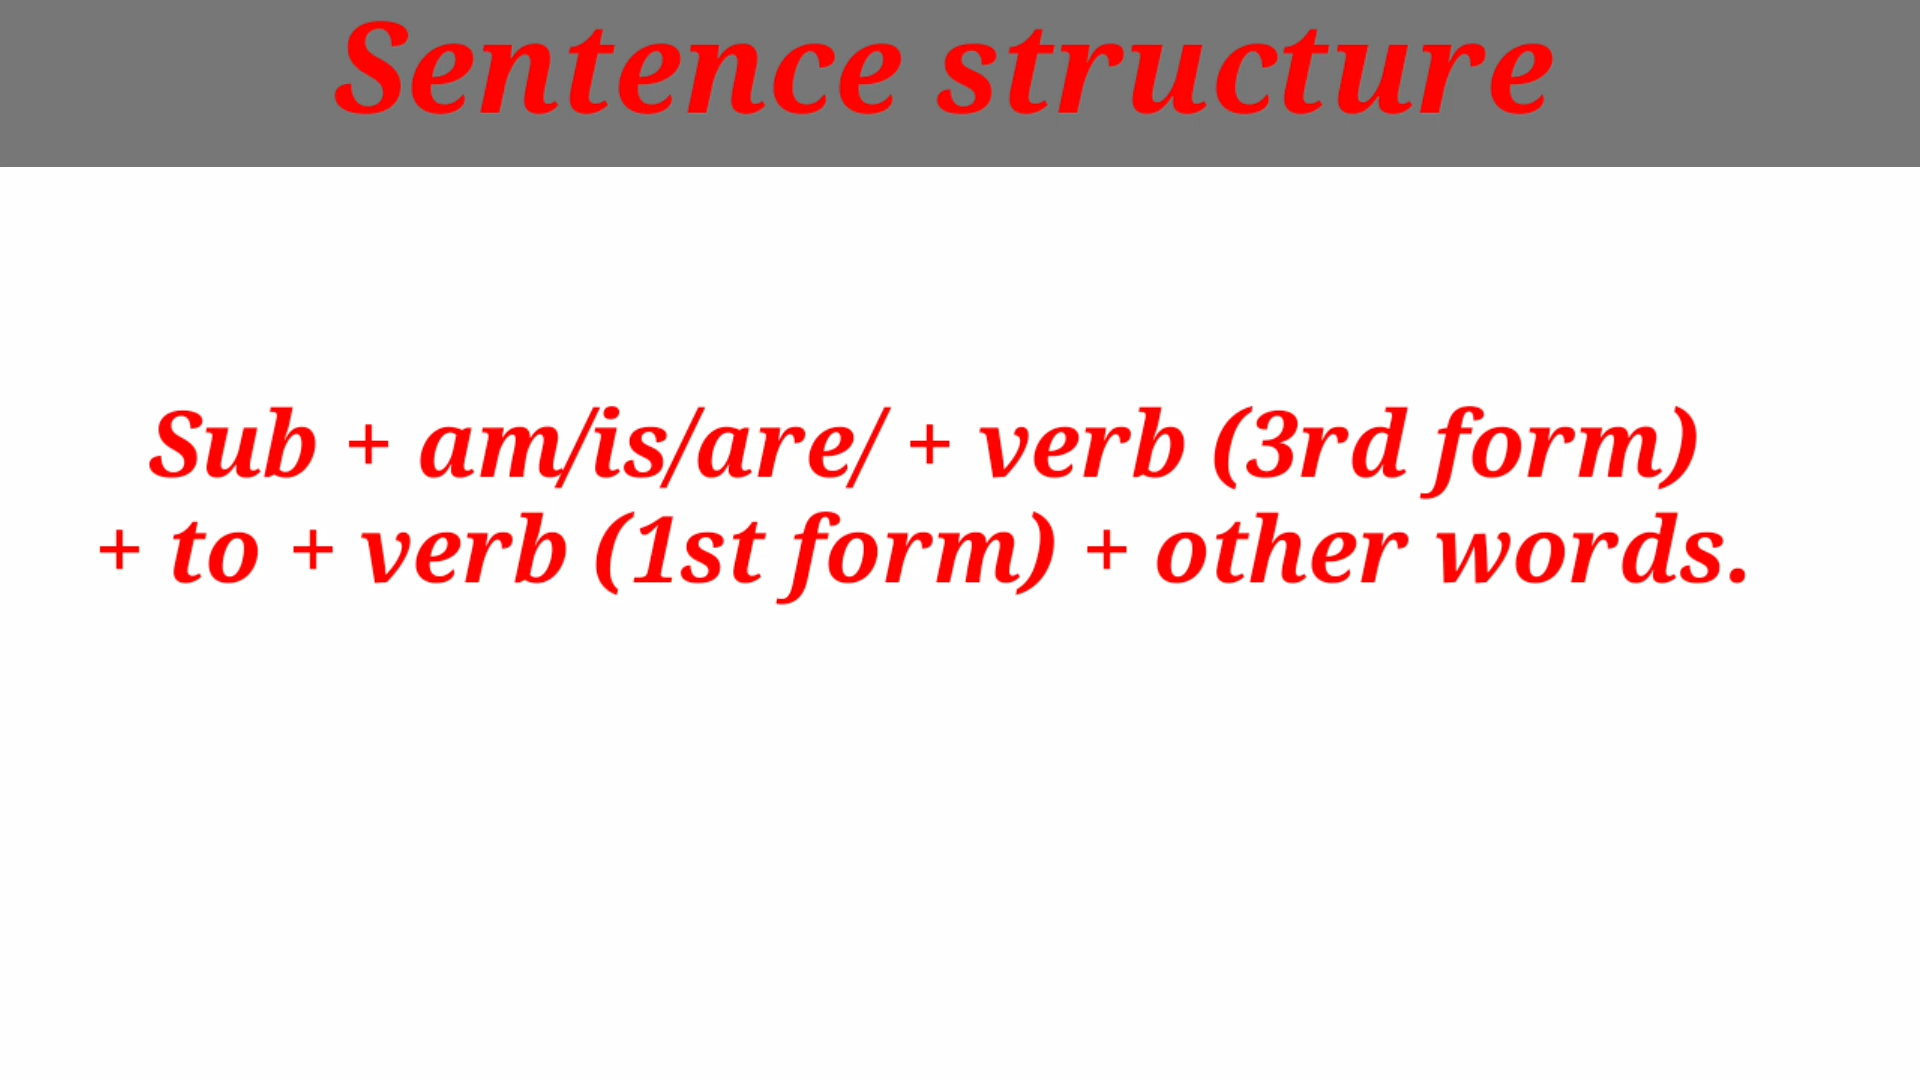 Sentence structure
Sub + am/is/are/ + verb (3rd form)
+ to + verb (1st form) + other words.